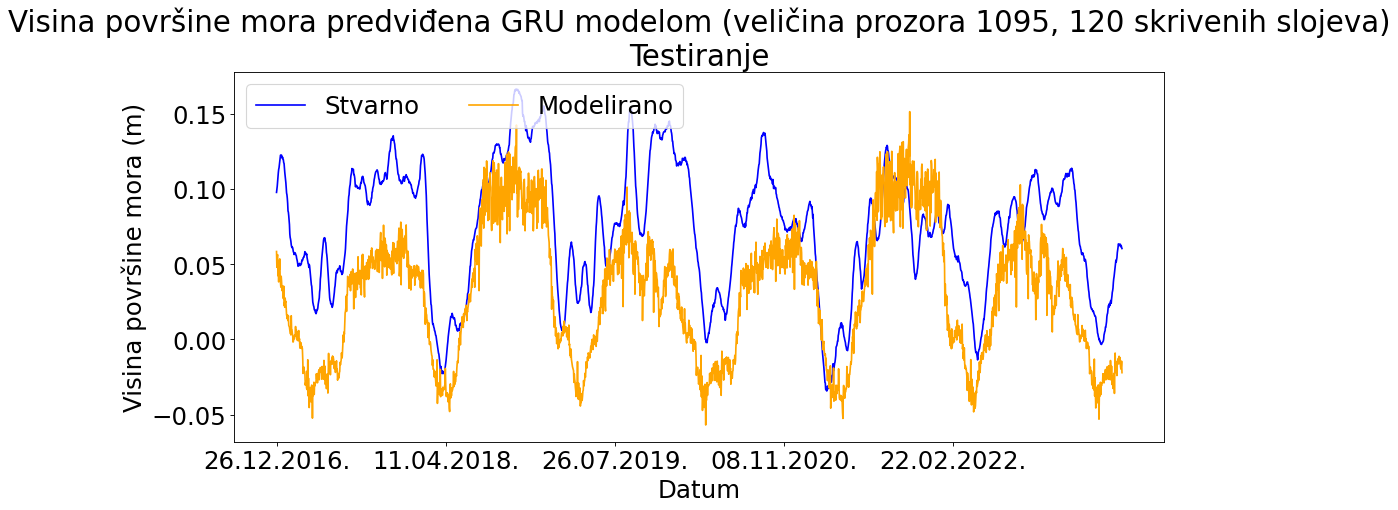 Visina površine mora predviđena GRU modelom (veličina prozora 1095, 120 skrivenih slojeva)
Testiranje
Stvarno
Modelirano
Visina površine mora (m)
0.15
0.10
0.05
0.00
−0.05
26.12.2016.
11.04.2018.
26.07.2019.
08.11.2020.
22.02.2022.
Datum